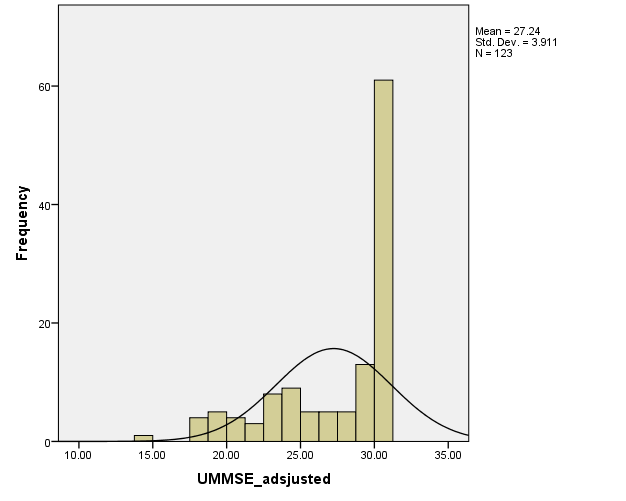 Mean = 27.24
Std. Dev. = 3.911
N = 123
Frequency
60
40
20
0
10.00 15.00 20.00 25.00 30.00 35.00
UMMSE_adsjusted